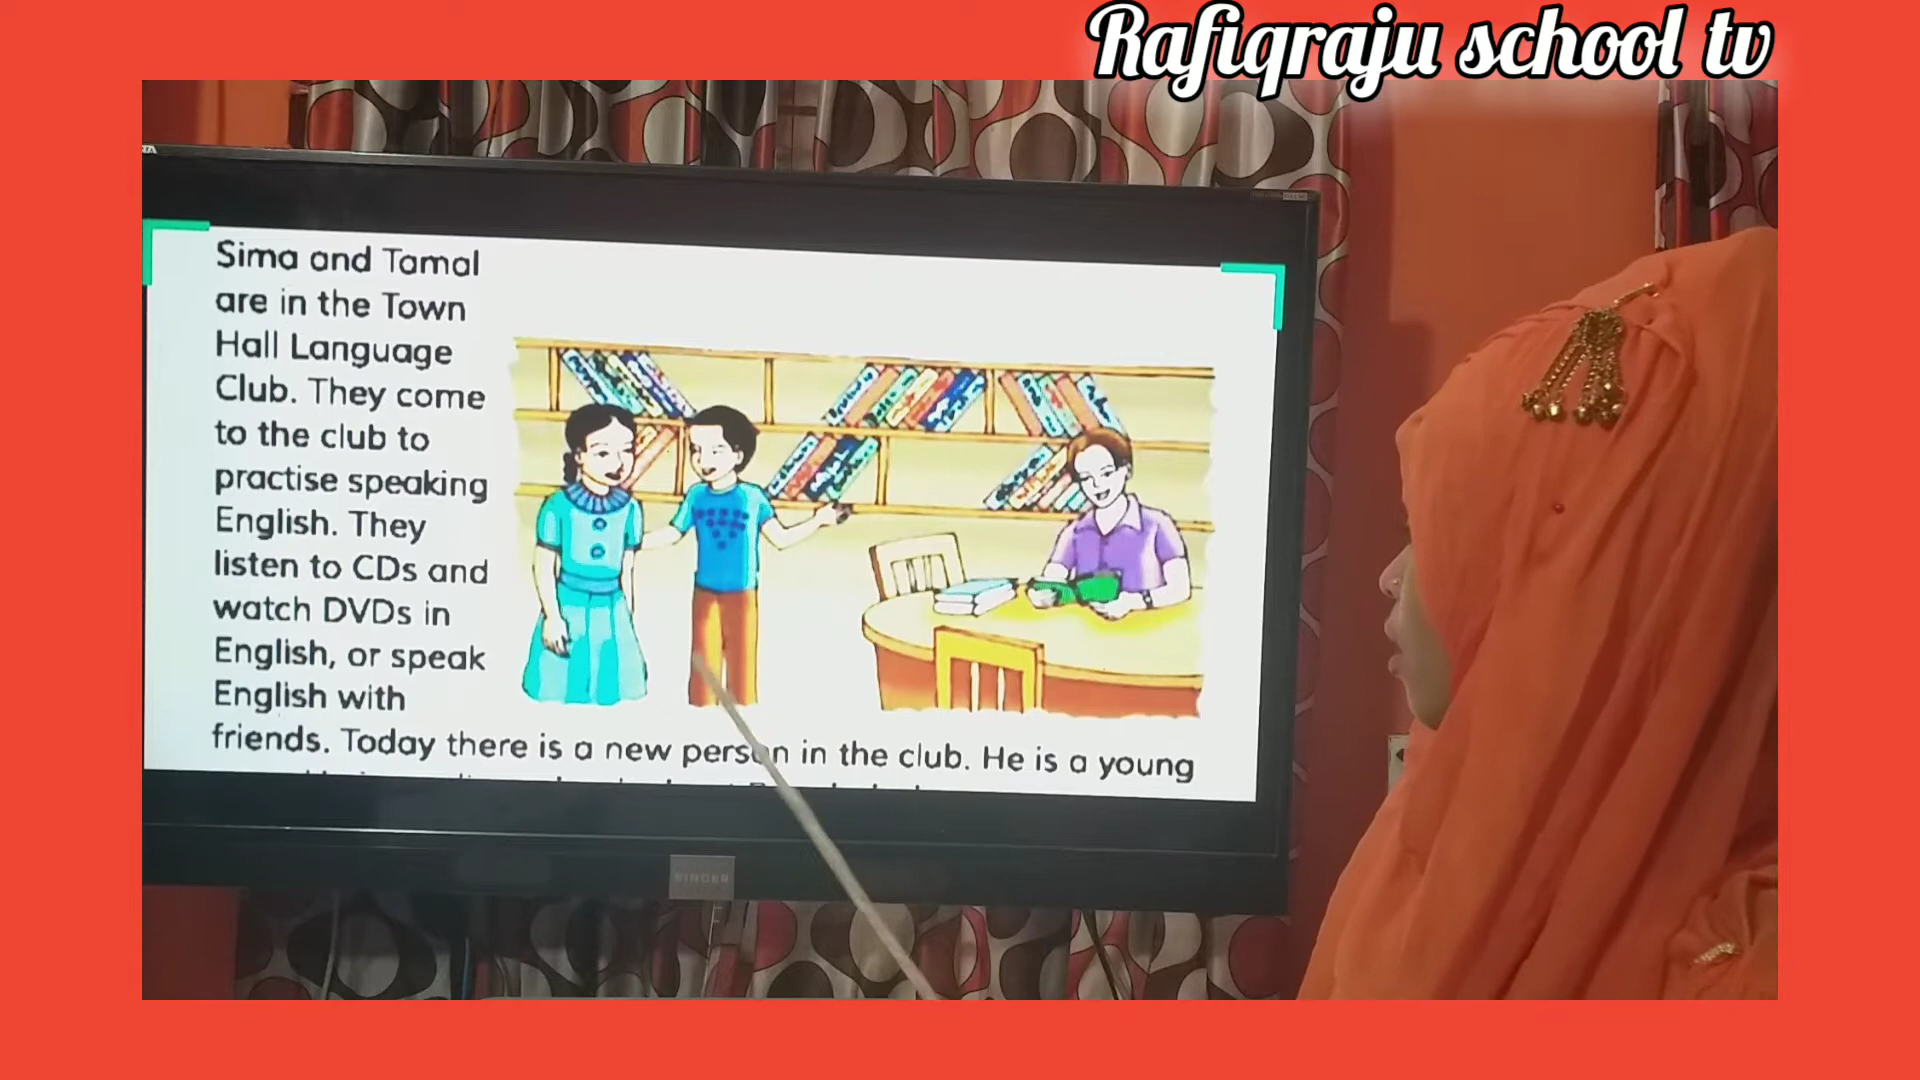 Rafiqraju school tv
Sima and Tamal
are in the Town
Hall Language
Club. They come
to the club to
practise speaking
English. They
listen to CDs and
watch DVDs in
English, or speak
English with
friends. Today there is a new person in the club. He is a young
SINGER